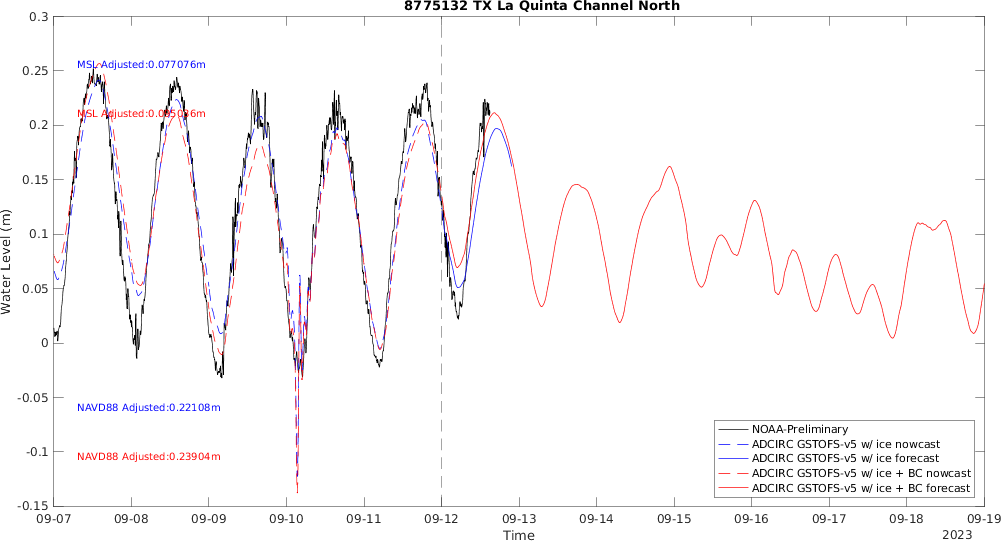 8775132 TX La Quinta Channel North
0.3
0.25
0.2
0.15
0.1
0.05
0
-0.05
-0.1
-0.15
Water Level (m)
MSL Adjusted:0.077076m
MSL Adjusted:
NAVD88 Adjusted:0.22108m
NAVD88 Adjusted:0.23904m
NOAA-Preliminary
ADCIRC GSTOFS-v5 w/ ice nowcast
ADCIRC GSTOFS-v5 w/ ice forecast
ADCIRC GSTOFS-v5 w/ ice + BC nowcast
ADCIRC GSTOFS-v5 w/ ice + BC forecast
09-07 09-08 09-09 09-10 09-11 09-12 09-13 09-14 09-15 09-16 09-17 09-18 09-19
Time
2023